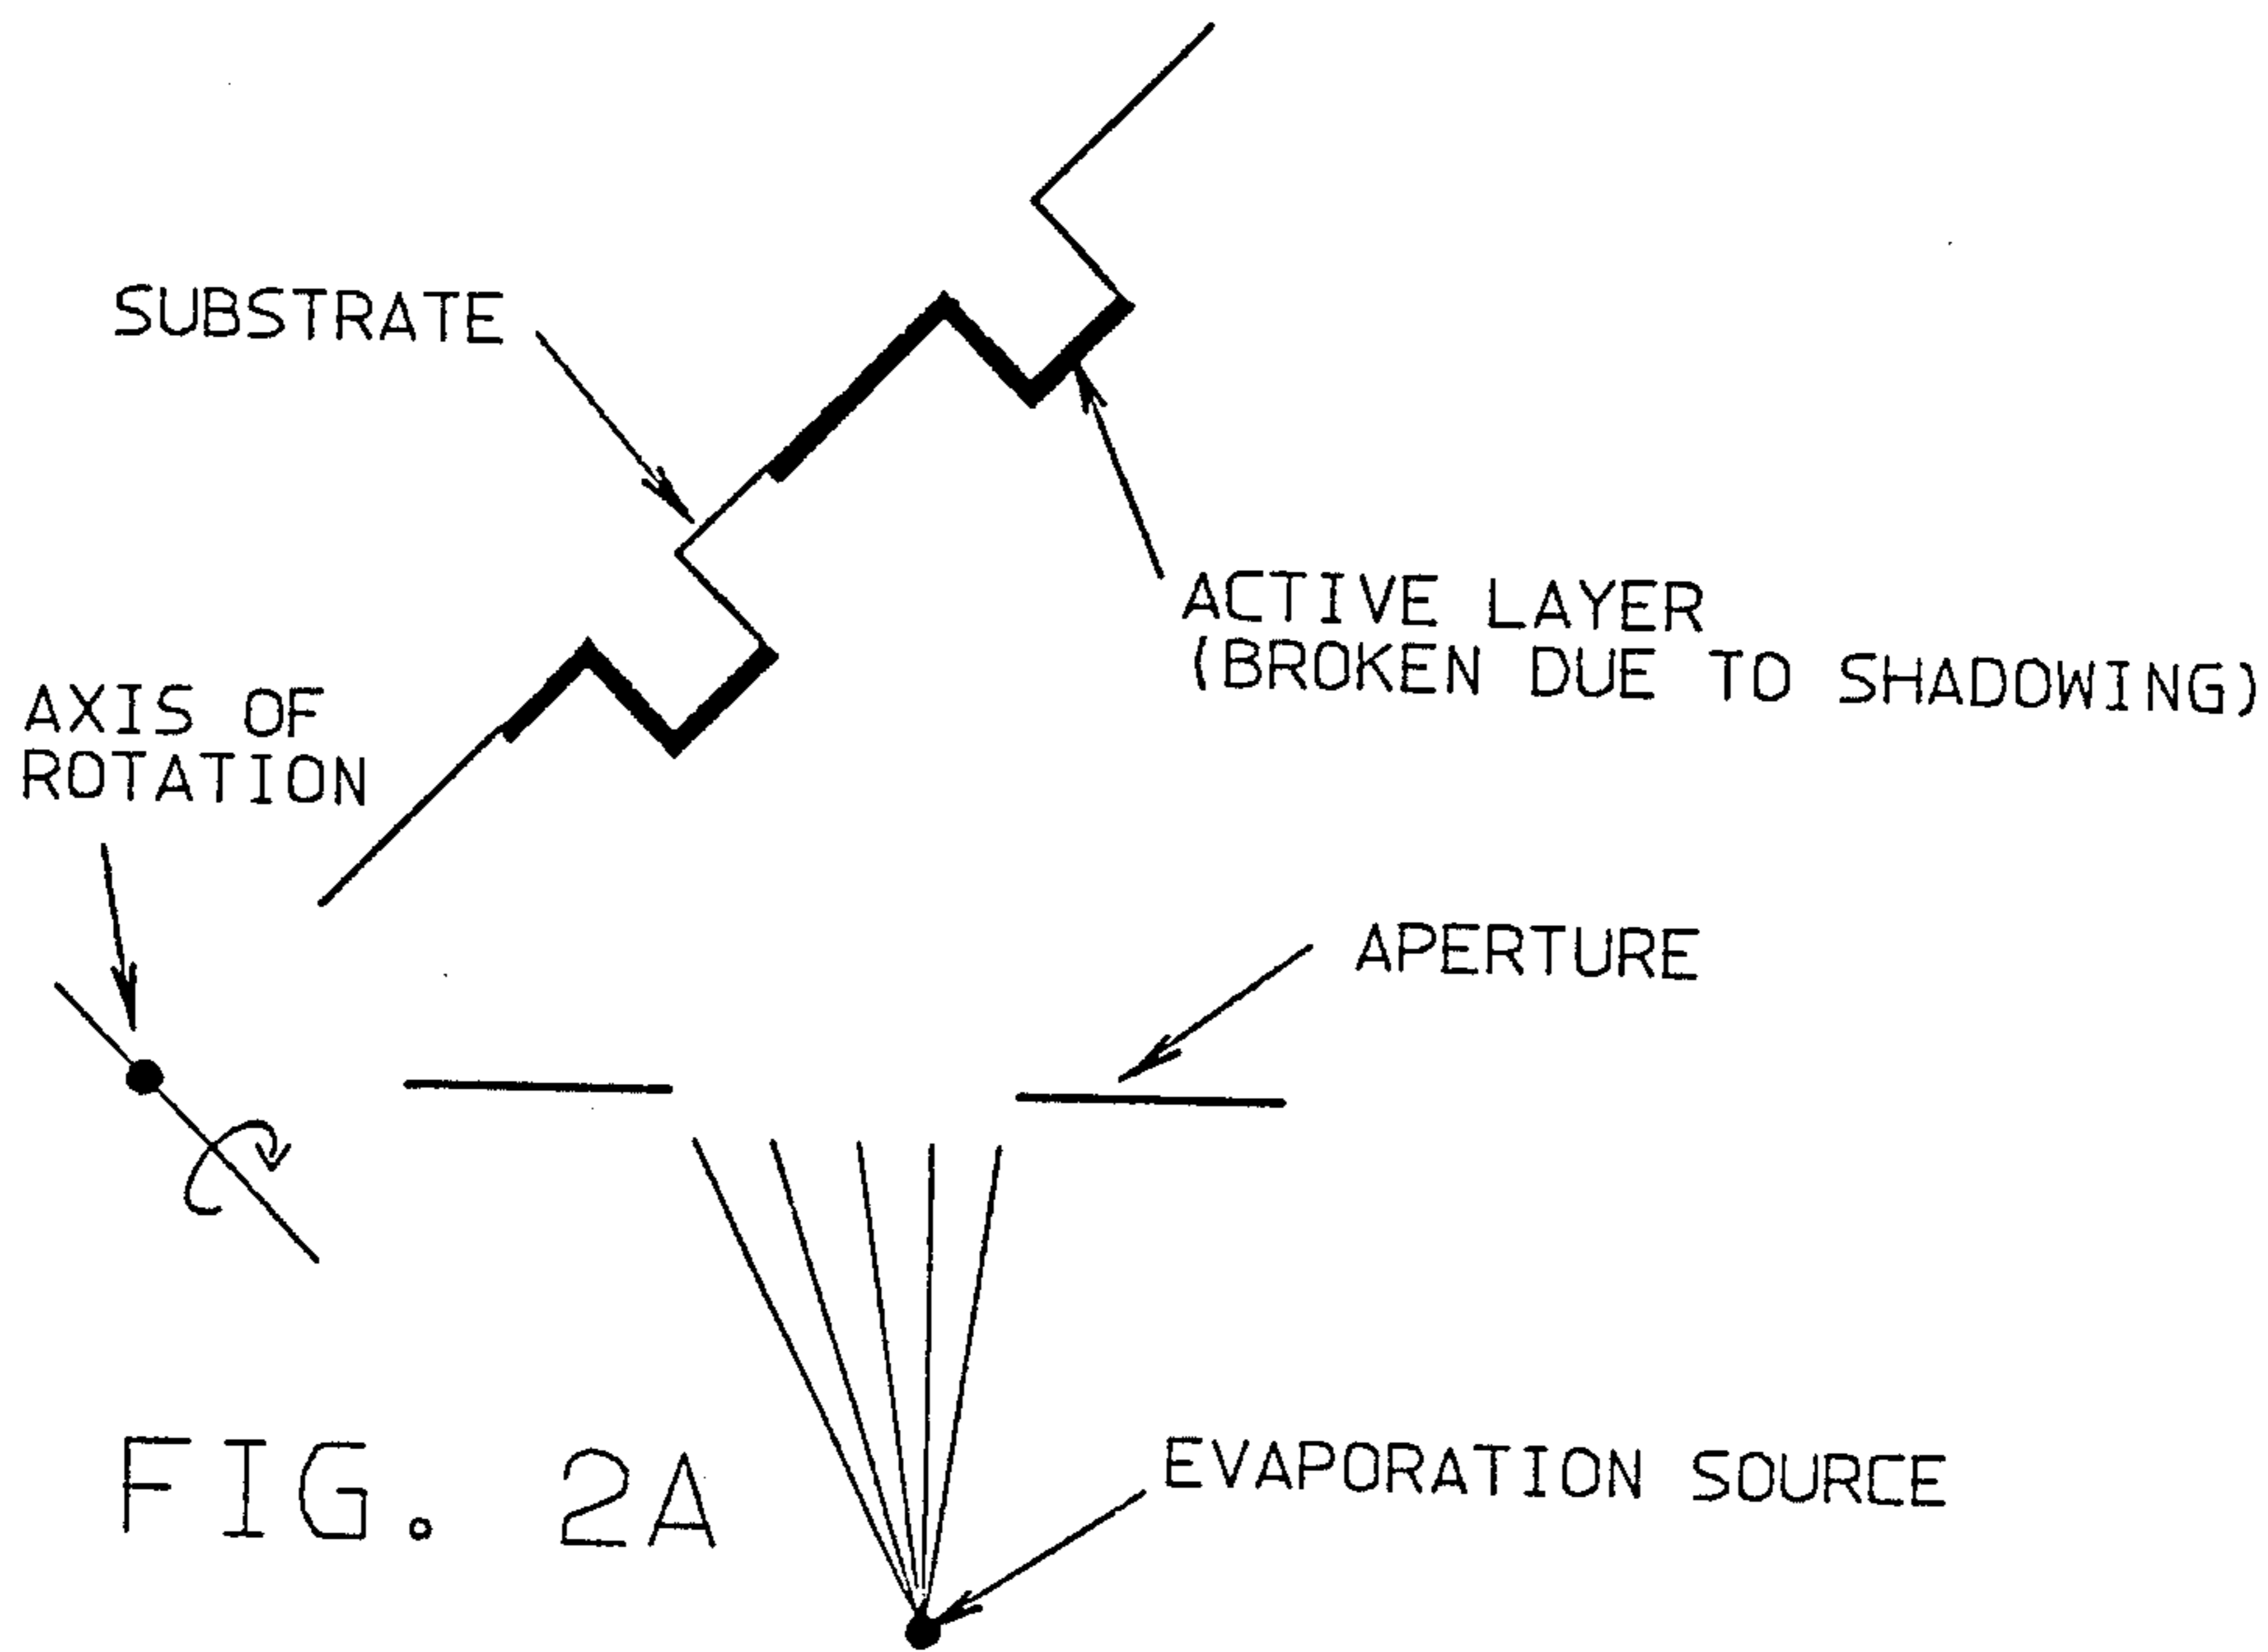 SUBSTRATE
ACTIVE LAYER
(BROKEN DUE TO SHADOWING)
AXIS OF
ROTATION
APERTURE
EVAPORATION SOURCE
FIG. 2A